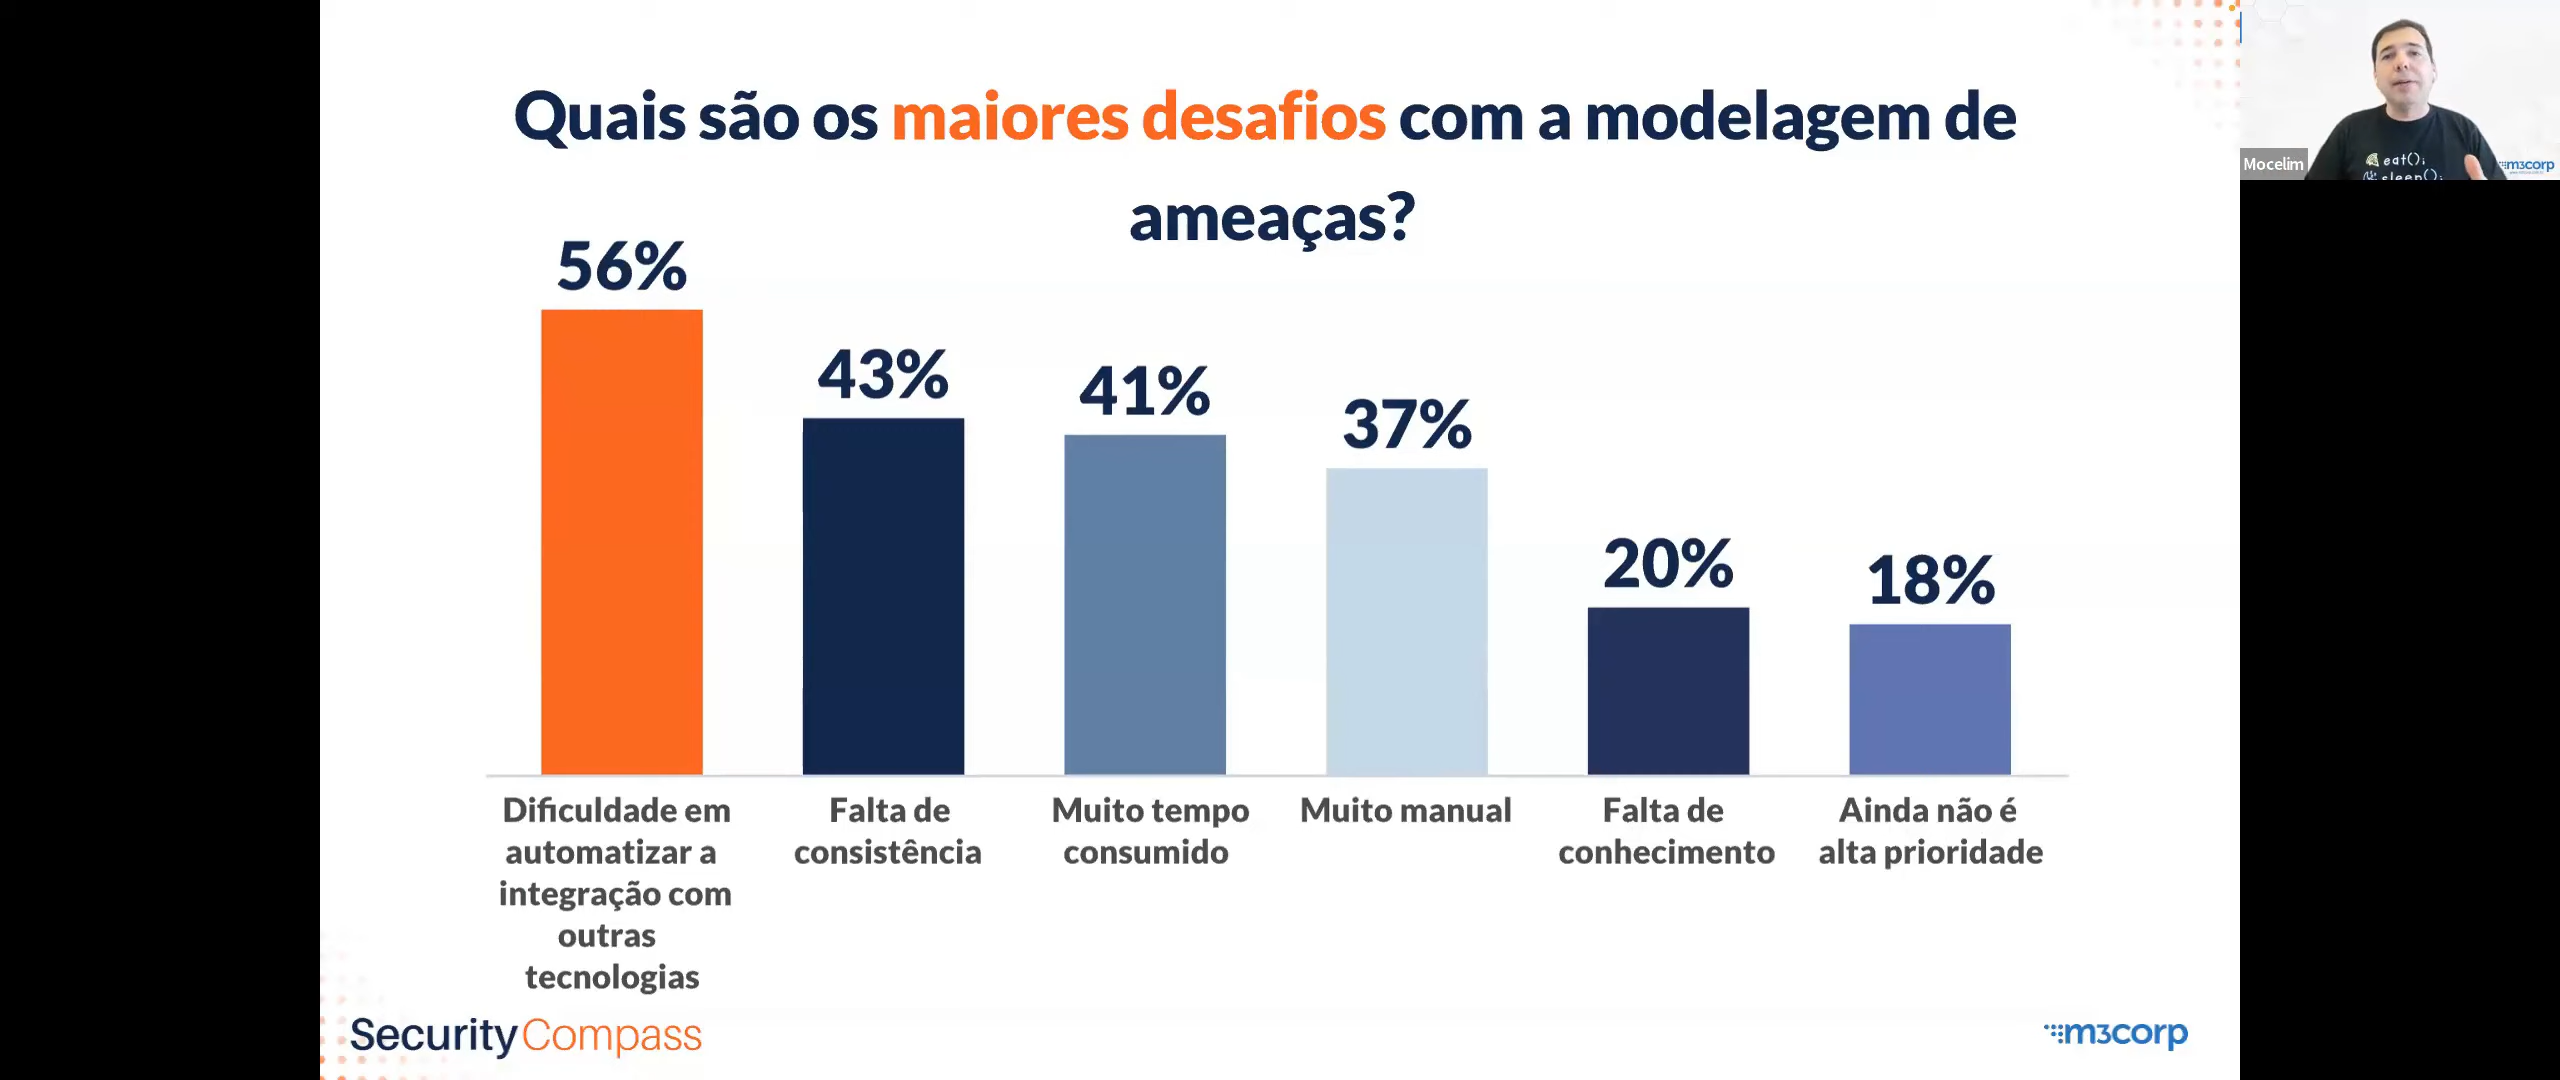 Quais são os maiores desafios com a modelagem de
ameaças?
56%
43%
41%
37%
20%
18%
Dificuldade em
automatizar a
integração com
outras
tecnologias
Falta de
consistência
Muito tempo
consumido
Muito manual
Falta de
conhecimento
Ainda não é
alta prioridade
SecurityCompass
m3corp
Mocelim
eat();
sleep();
m3corp